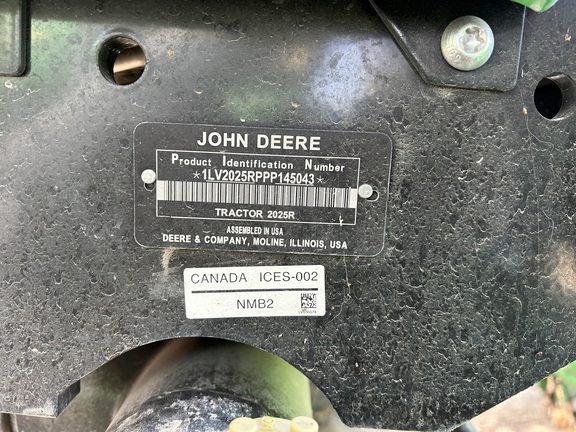 JOHN DEERE
Product Identification Number
*1LV2025RPPP145043*
TRACTOR 2025R
ASSEMBLED IN USA
DEERE & COMPANY, MOLINE, ILLINOIS, USA
CANADA ICES-002
NMB2